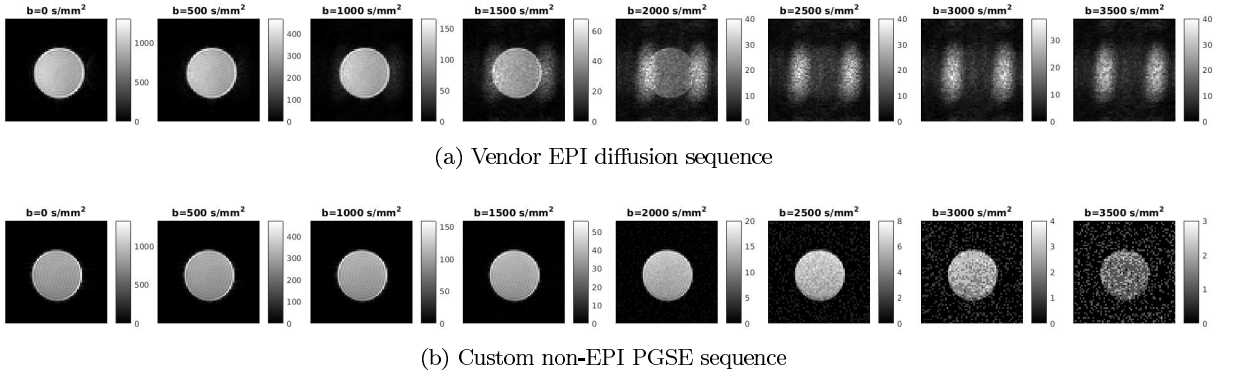 b=0 s/mm² b=500 s/mm² b=1000 s/mm² b=1500 s/mm² b=2000 s/mm² b=2500 s/mm² b=3000 s/mm² b=3500 s/mm²
1000 500 0 400 300 200 100 0 150 100 50 0 60 40 20 0 40 30 20 10 0 40 30 20 10 0 30 20 10 0 40 30 20 10 0
(a) Vendor EPI diffusion sequence
b=0 s/mm² b=500 s/mm² b=1000 s/mm² b=1500 s/mm² b=2000 s/mm² b=2500 s/mm² b=3000 s/mm² b=3500 s/mm²
1000 500 0 400 300 200 100 0 150 100 50 0 50 40 30 20 10 0 20 15 10 5 0 8 6 4 2 0 4 3 2 1 0 3 2 1 0
(b) Custom non-EPI PGSE sequence